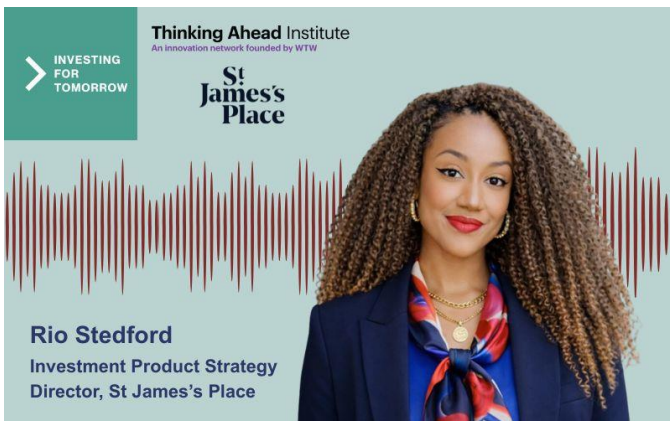 INVESTING
FOR
TOMORROW
Thinking Ahead Institute
An innovation network founded by WTW
St
James's
Place
Rio Stedford
Investment Product Strategy
Director, St James's Place